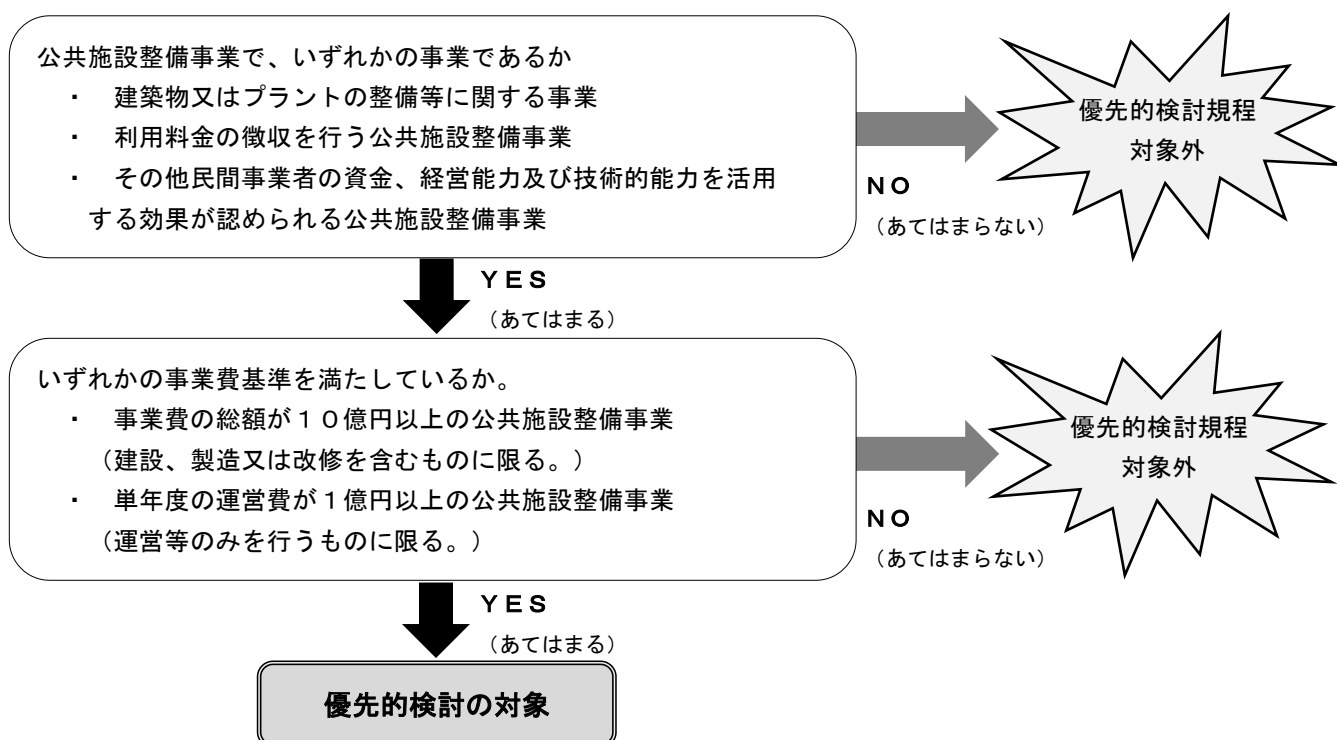 公共施設整備事業で、いずれかの事業であるか
・　建築物又はプラントの整備等に関する事業
・　利用料金の徴収を行う公共施設整備事業
・　その他民間事業者の資金、経営能力及び技術的能力を活用
する効果が認められる公共施設整備事業
優先的検討規程
対象外
ＮＯ
（あてはまらない）
ＹＥＳ
（あてはまる）
いずれかの事業費基準を満たしているか。
・　事業費の総額が１０億円以上の公共施設整備事業
（建設、製造又は改修を含むものに限る。）
・　単年度の運営費が１億円以上の公共施設整備事業
（運営等のみを行うものに限る。）
優先的検討規程
対象外
ＮＯ
（あてはまらない）
ＹＥＳ
（あてはまる）
優先的検討の対象